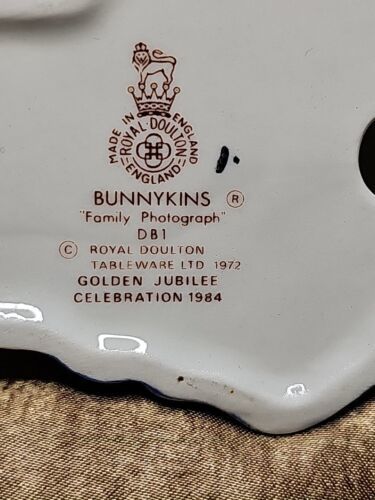 MADE IN ENGLAND
ROYAL DOULTON
ENGLAND
BUNNYKINS ®
"Family Photograph"
DB1
© ROYAL DOULTON
TABLEWARE LTD 1972
GOLDEN JUBILEE
CELEBRATION 1984